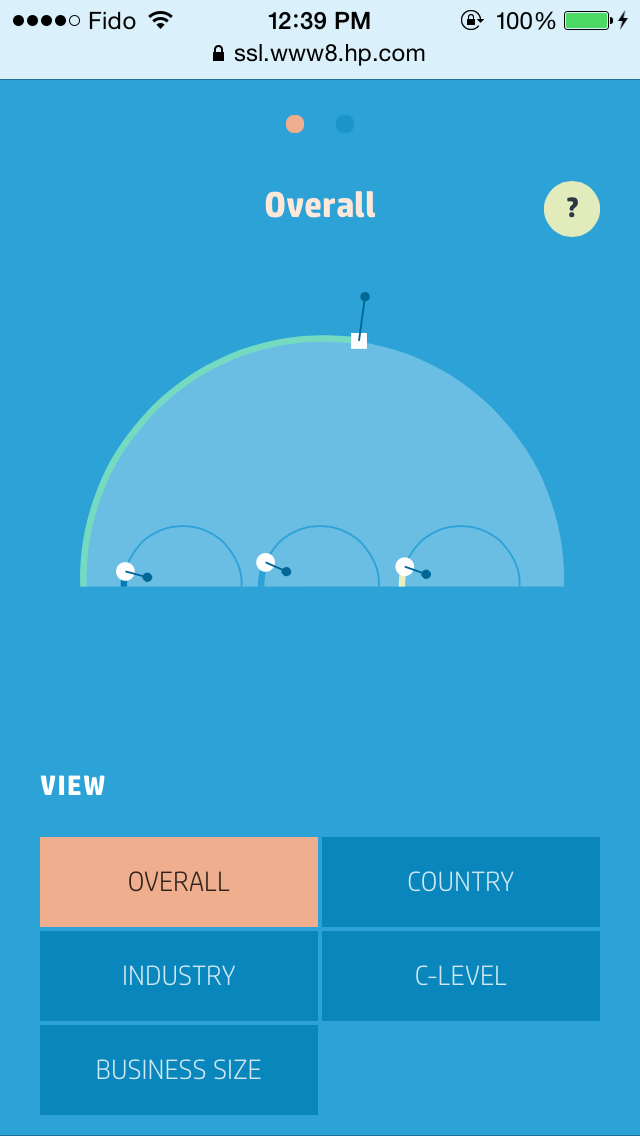 Fido 12:39 PM 100%
ssl.www8.hp.com
Overall ?
VIEW
OVERALL COUNTRY
INDUSTRY C-LEVEL
BUSINESS SIZE